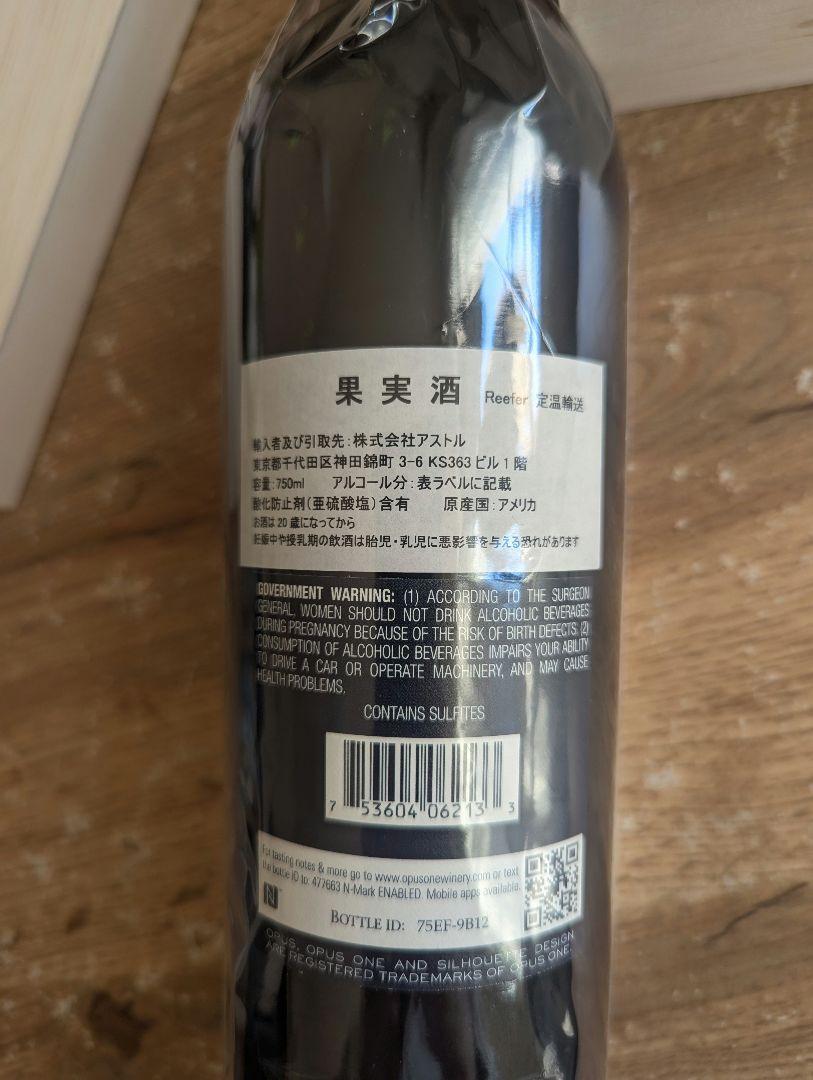 果実酒 Reefer 定温輸送
輸入者及び引取先:株式会社アストル
東京都千代田区神田錦町 3-6 KS363 ビル 1 階
容量:750ml アルコール分:表ラベルに記載
酸化防止剤(亜硫酸塩)含有 原産国:アメリカ
お酒は20歳になってから
妊娠中や授乳期の飲酒は胎児・乳児に悪影響を与える恐れがあります
GOVERNMENT WARNING: (1) ACCORDING TO THE SURGEON
GENERAL, WOMEN SHOULD NOT DRINK ALCOHOLIC BEVERAGES
DURING PREGNANCY BECAUSE OF THE RISK OF BIRTH DEFECTS. (2)
CONSUMPTION OF ALCOHOLIC BEVERAGES IMPAIRS YOUR ABILITY
TO DRIVE A CAR OR OPERATE MACHINERY, AND MAY CAUSE
HEALTH PROBLEMS.
CONTAINS SULFITES
7 53604 06213 3
For tasting notes & more go to www.opusonewinery.com or text
the bottle ID to: 477663 N-Mark ENABLED. Mobile apps available.
N
BOTTLE ID: 75EF-9B12
OPUS, OPUS ONE AND SILHOUETTE DESIGN
ARE REGISTERED TRADEMARKS OF OPUS ONE.